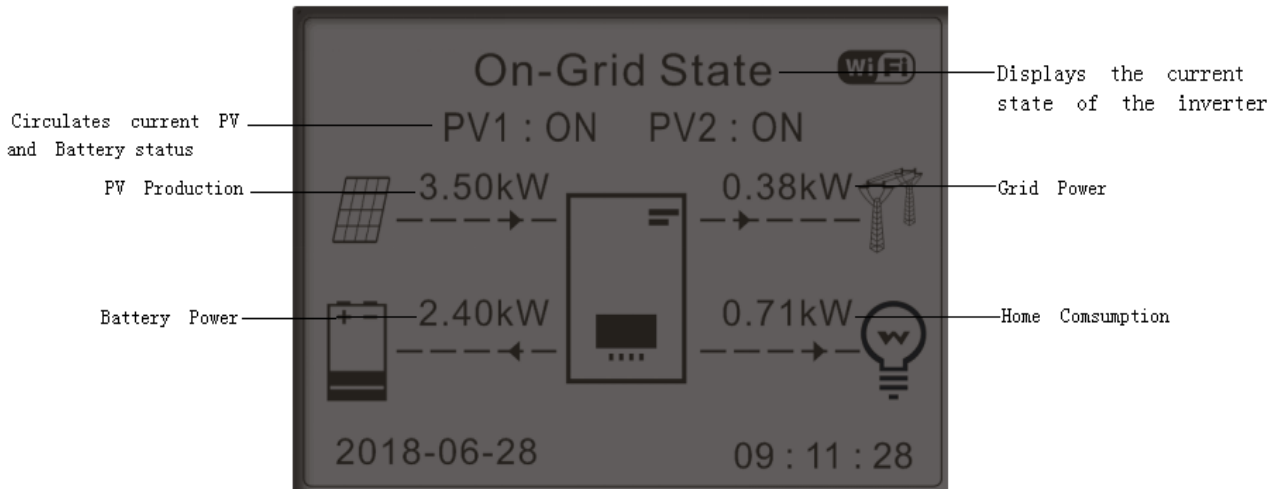 On-Grid State
WiFi
Displays the current
state of the inverter
Circulates current PV
and Battery status
PV1 : ON PV2 : ON
PV Production
3.50kW
0.38kW
Grid Power
Battery Power
+ -
2.40kW
0.71kW
Home Comsumption
2018-06-28
09 : 11 : 28